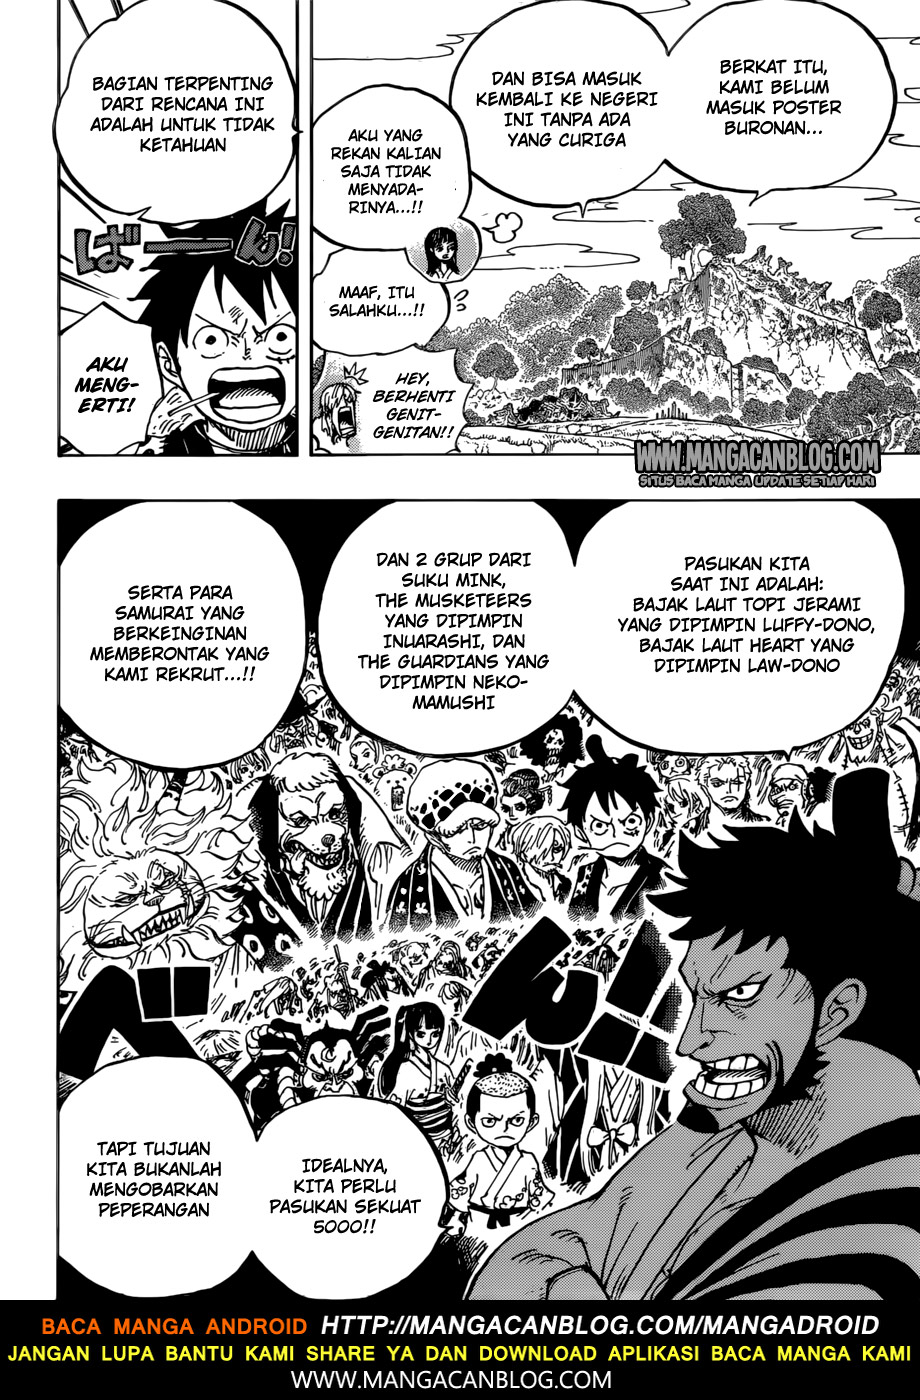 BERKAT ITU,
KAMI BELUM
MASUK POSTER
BURONAN...
DAN BISA MASUK
KEMBALI KE NEGERI
INI TANPA ADA
YANG CURIGA
AKU YANG
REKAN KALIAN
SAJA TIDAK
MENYADA-
RINYA...!!
MAAF, ITU
SALAHKU...!!
HEY,
BERHENTI
GENIT-
GENITAN!!
BAGIAN TERPENTING
DARI RENCANA INI
ADALAH UNTUK TIDAK
KETAHUAN
ばーん!
AKU
MENG-
ERTI!
WWW.MANGACANBLOG.COM
SITUS BACA MANGA UPDATE SETIAP HARI
PASUKAN KITA
SAAT INI ADALAH:
BAJAK LAUT TOPI JERAMI
YANG DIPIMPIN LUFFY-DONO,
BAJAK LAUT HEART YANG
DIPIMPIN LAW-DONO
DAN 2 GRUP DARI
SUKU MINK,
THE MUSKETEERS
YANG DIPIMPIN
INUARASHI, DAN
THE GUARDIANS YANG
DIPIMPIN NEKO-
MAMUSHI
SERTA PARA
SAMURAI YANG
BERKEINGINAN
MEMBERONTAK YANG
KAMI REKRUT...!!
IDEALNYA,
KITA PERLU
PASUKAN SEKUAT
5000!!
TAPI TUJUAN
KITA BUKANLAH
MENGOBARKAN
PEPERANGAN
BACA MANGA ANDROID HTTP://MANGACANBLOG.COM/MANGADROID
JANGAN LUPA BANTU KAMI SHARE YA DAN DOWNLOAD APLIKASI BACA MANGA KAMI
WWW.MANGACANBLOG.COM